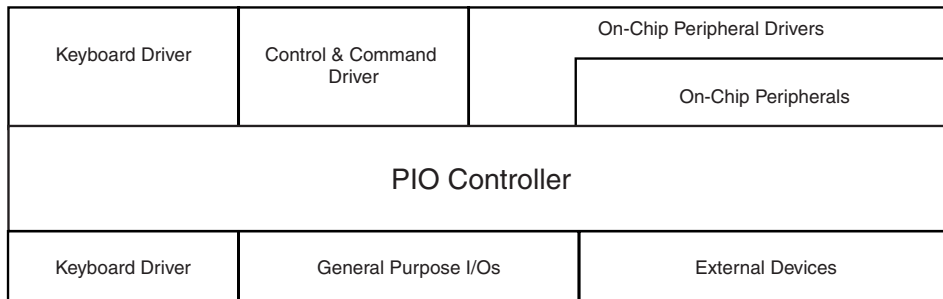 On-Chip Peripheral Drivers
Keyboard Driver
Control & Command
Driver
On-Chip Peripherals
PIO Controller
Keyboard Driver
General Purpose I/Os
External Devices